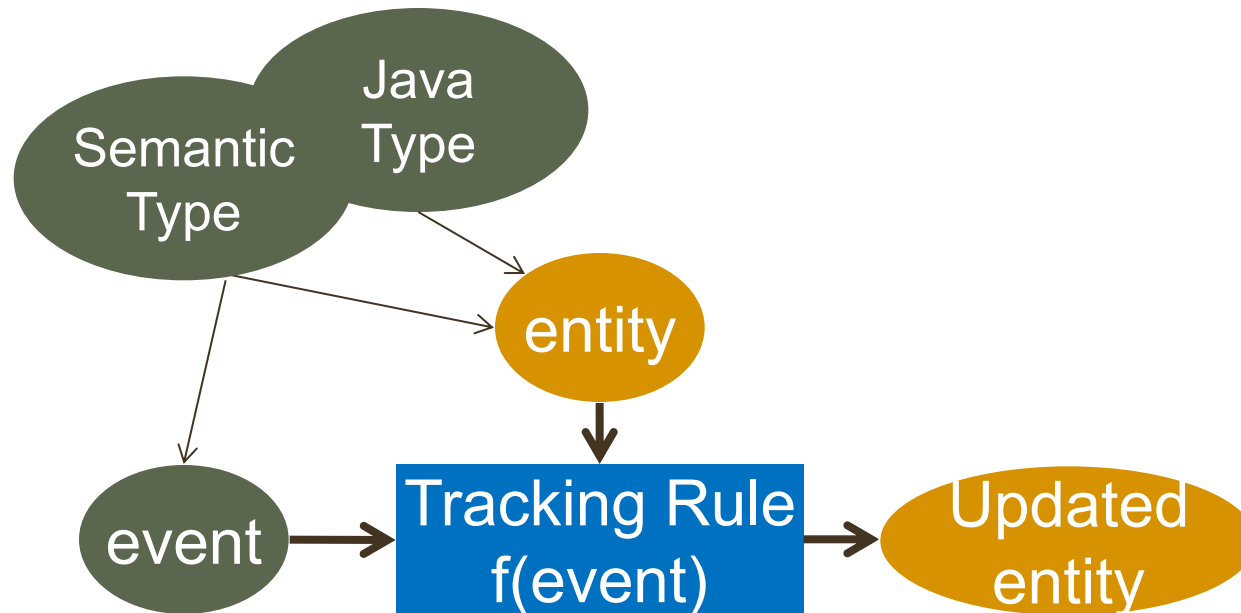 Java
Type
Semantic
Type
entity
event
Tracking Rule
f(event)
Updated
entity